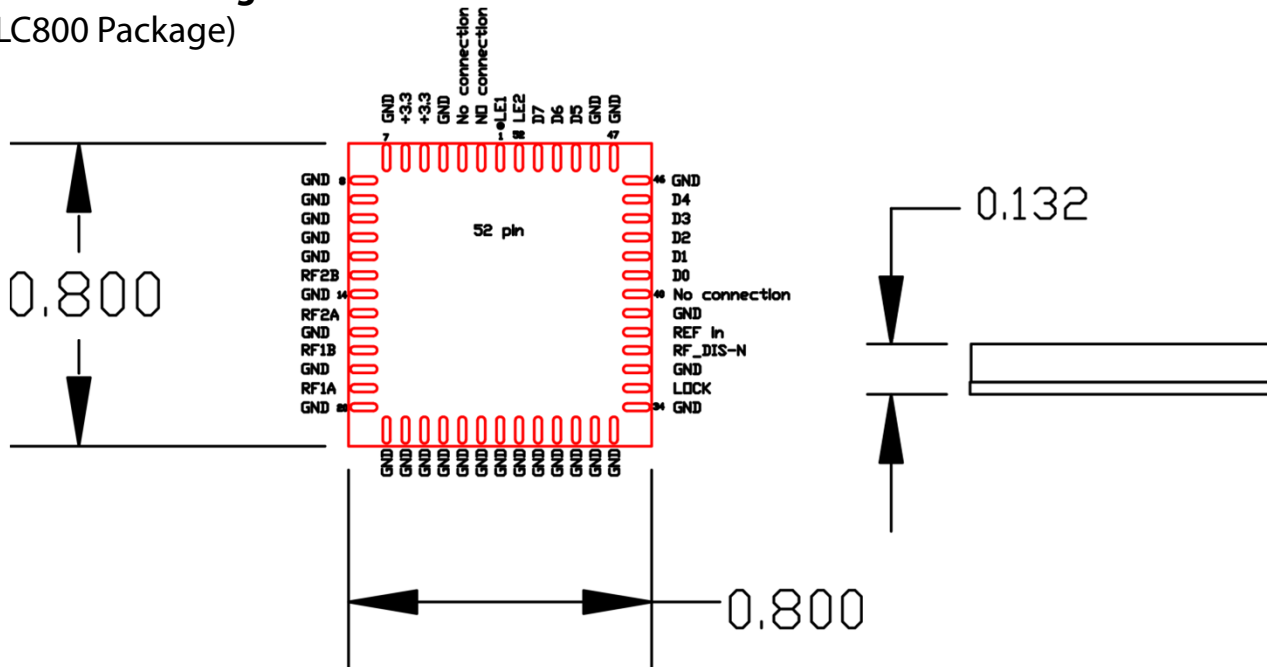 LC800 Package)
GND
+3.3
+3.3
GND
No connection
NO connection
LE1
LE2
D7
D6
D5
GND
GND
7
1
52
47
GND 8
GND
GND
GND
GND
RF2B
GND 14
RF2A
GND
RF1B
GND
RF1A
GND 20
52 pin
46 GND
D4
D3
D2
D1
D0
40 No connection
GND
REF in
RF_DIS-N
GND
LOCK
34 GND
GND
GND
GND
GND
GND
GND
GND
GND
GND
GND
GND
GND
GND
0.800
0.132
0.800